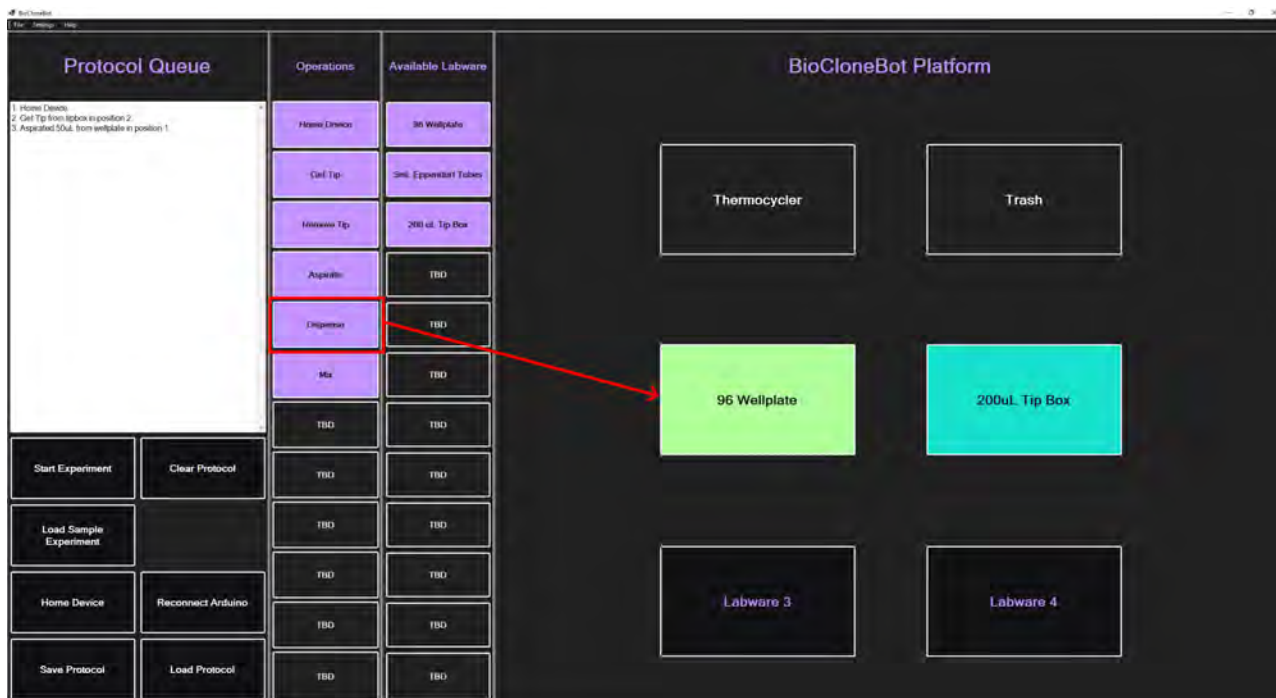 BioCloneBot
File Settings Help
Protocol Queue
1. Home Device
2. Get Tip from tipbox in position 2.
3. Aspirated 50uL from wellplate in position 1.
Start Experiment
Clear Protocol
Load Sample
Experiment
Home Device
Reconnect Arduino
Save Protocol
Load Protocol
Operations
Home Device
Get Tip
Remove Tip
Aspirate
Dispense
Mix
TBD
TBD
TBD
TBD
TBD
TBD
Available Labware
96 Wellplate
5mL Eppendorf Tubes
200 uL Tip Box
TBD
TBD
TBD
TBD
TBD
TBD
TBD
TBD
TBD
BioCloneBot Platform
Thermocycler
Trash
96 Wellplate
200uL Tip Box
Labware 3
Labware 4